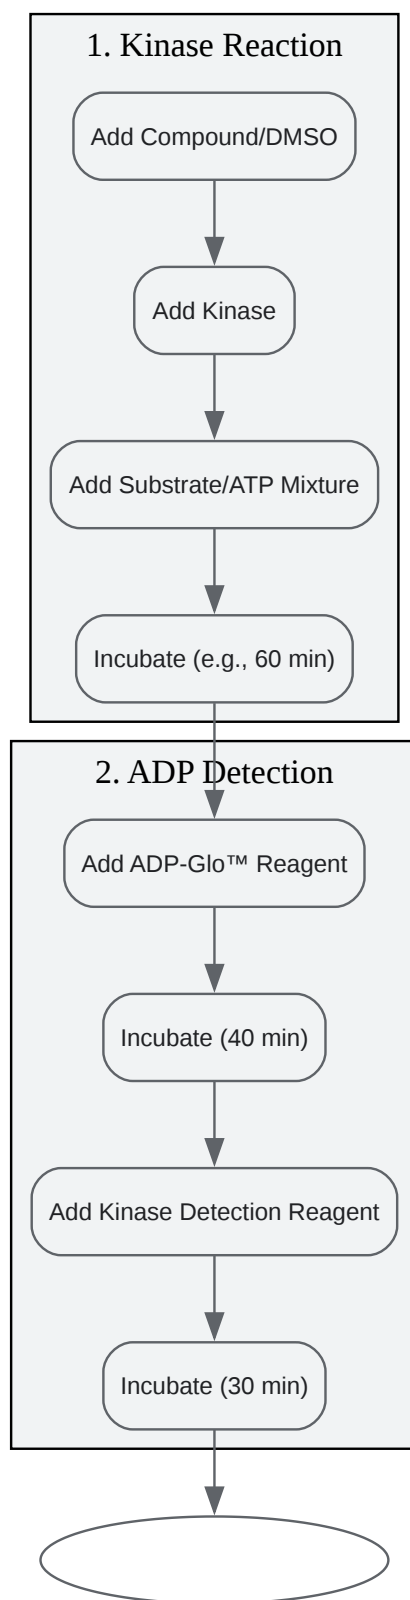 1. Kinase Reaction
Add Compound/DMSO
Add Kinase
Add Substrate/ATP Mixture
Incubate (e.g., 60 min)
2. ADP Detection
Add ADP-Glo™ Reagent
Incubate (40 min)
Add Kinase Detection Reagent
Incubate (30 min)